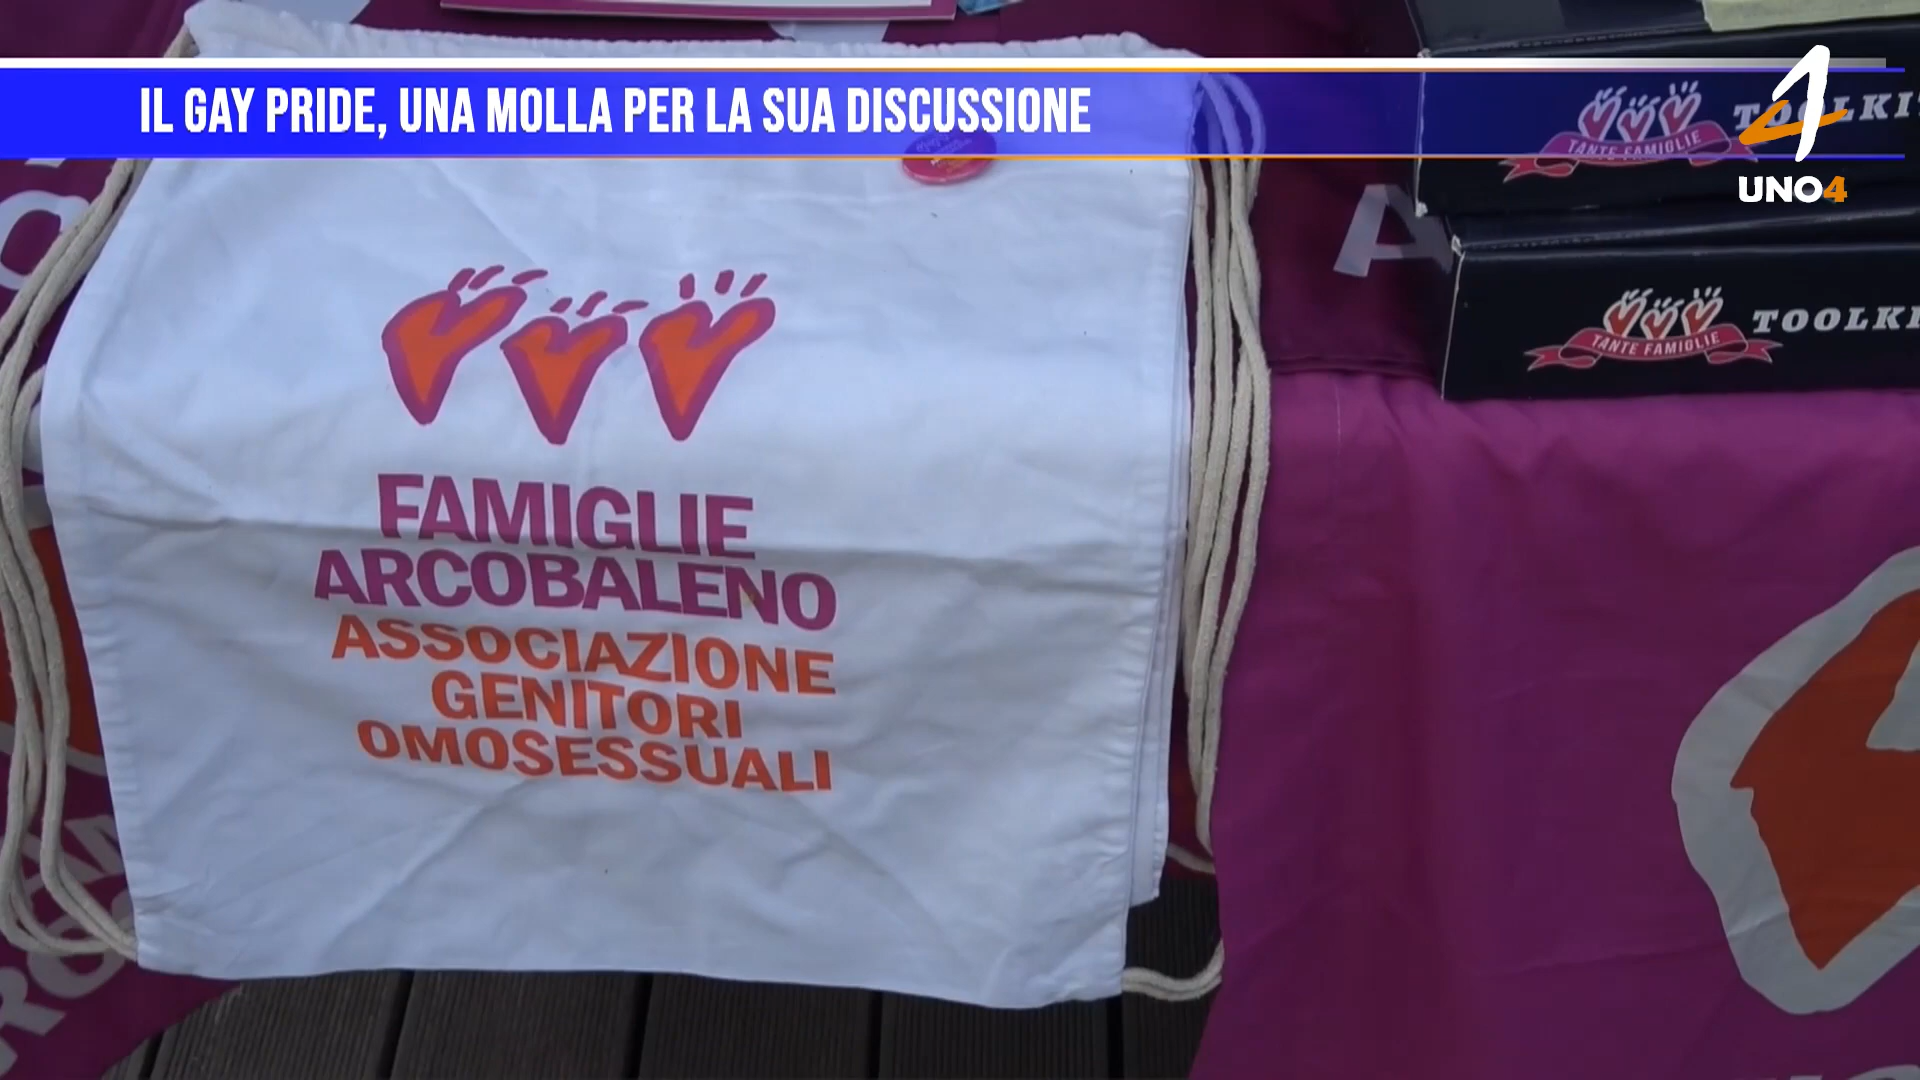 IL GAY PRIDE, UNA MOLLA PER LA SUA DISCUSSIONE
UNO4
TOOLKIT
TANTE FAMIGLIE
TOOLKI
TANTE FAMIGLIE
A
FAMIGLIE
ARCOBALENO
ASSOCIAZIONE
GENITORI
OMOSESSUALI